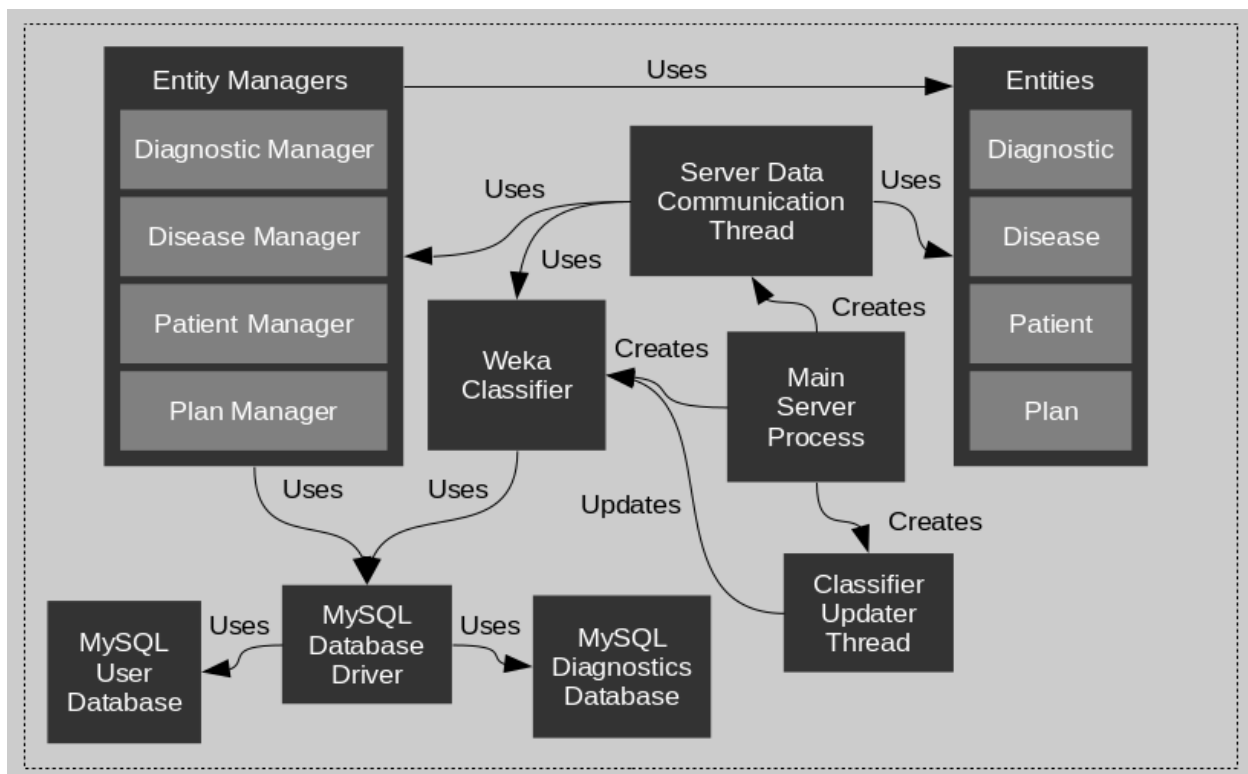 Entity Managers
Diagnostic Manager
Disease Manager
Patient Manager
Plan Manager
Uses
Entities
Diagnostic
Disease
Patient
Plan
Server Data
Communication
Thread
Uses
Uses
Uses
Creates
Weka
Classifier
Creates
Main
Server
Process
Uses
Uses
Updates
Creates
Classifier
Updater
Thread
MySQL
User
Database
Uses
MySQL
Database
Driver
Uses
MySQL
Diagnostics
Database